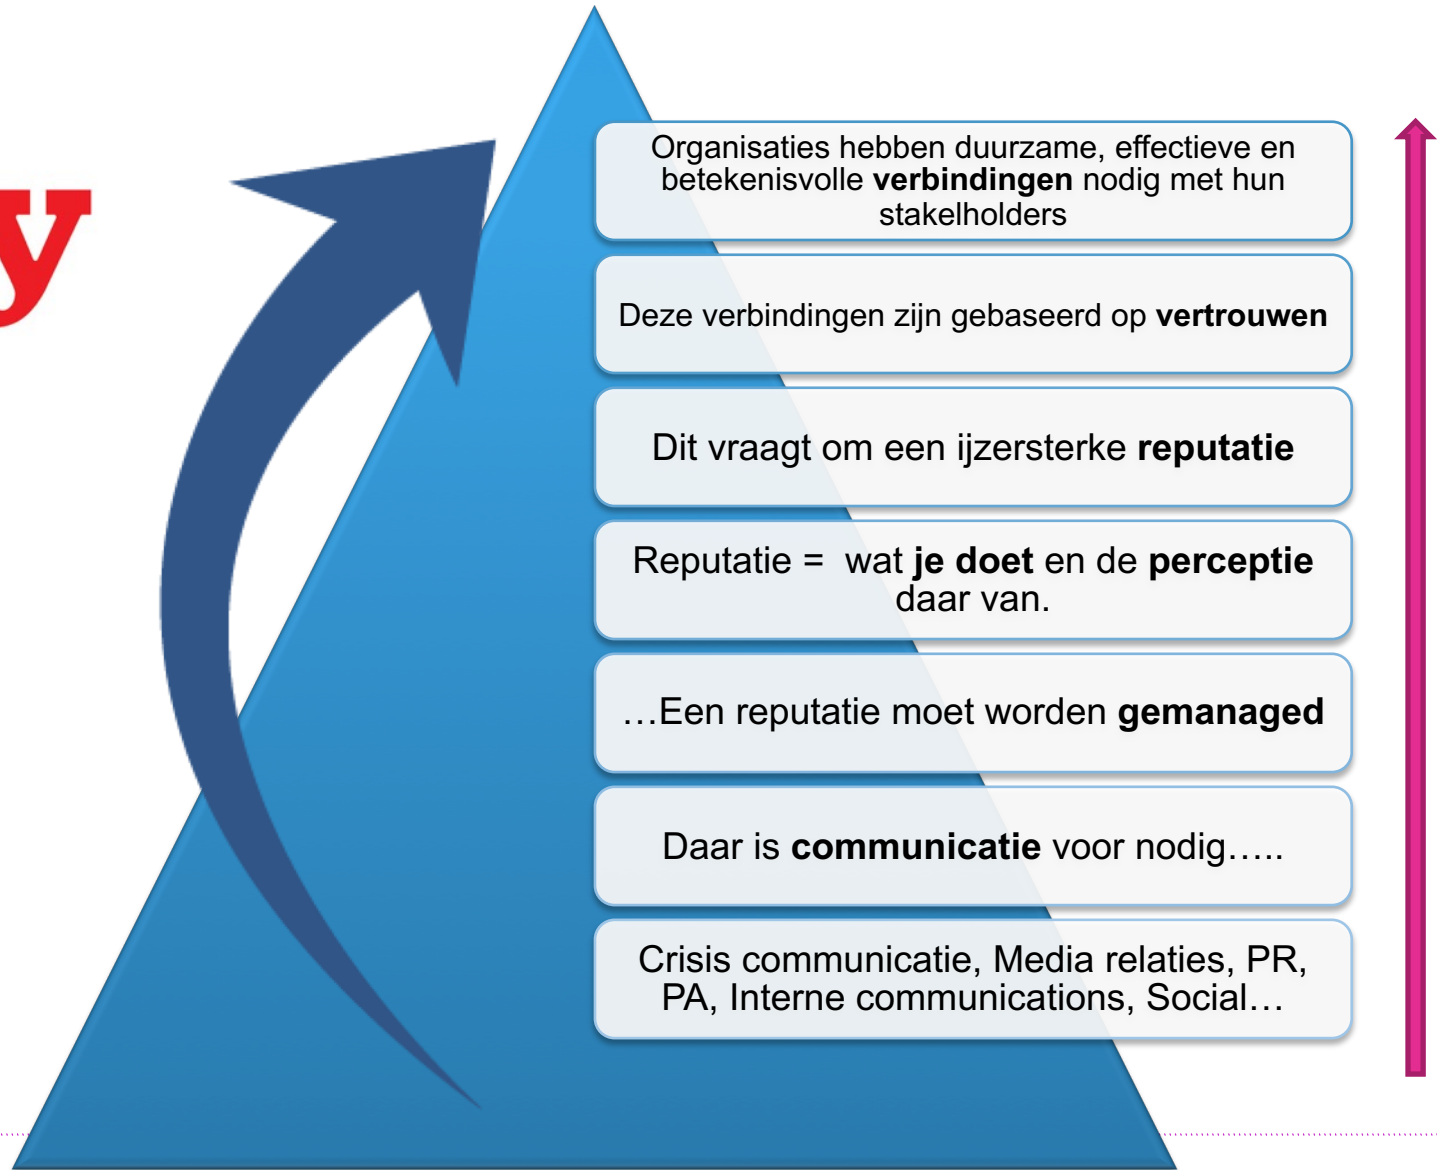 y
Organisaties hebben duurzame, effectieve en
betekenisvolle verbindingen nodig met hun
stakeholders
Deze verbindingen zijn gebaseerd op vertrouwen
Dit vraagt om een ijzersterke reputatie
Reputatie =  wat je doet en de perceptie
daar van.
…Een reputatie moet worden gemanaged
Daar is communicatie voor nodig…..
Crisis communicatie, Media relaties, PR,
PA, Interne communications, Social…